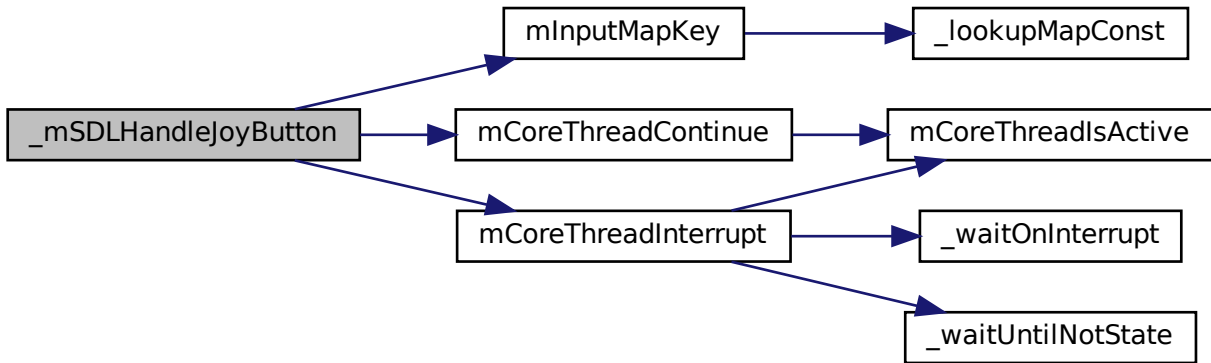 mInputMapKey
_lookupMapConst
_mSDLHandleJoyButton
mCoreThreadContinue
mCoreThreadIsActive
mCoreThreadInterrupt
_waitOnInterrupt
_waitUntilNotState